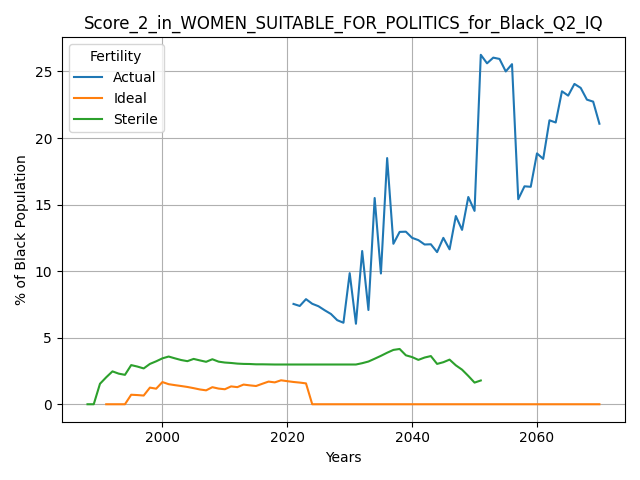 Score_2_in_WOMEN_SUITABLE_FOR_POLITICS_for_Black_Q2_IQ
Fertility
Actual
Ideal
Sterile
% of Black Population
25
20
15
10
5
0
2000
2020
2040
2060
Years